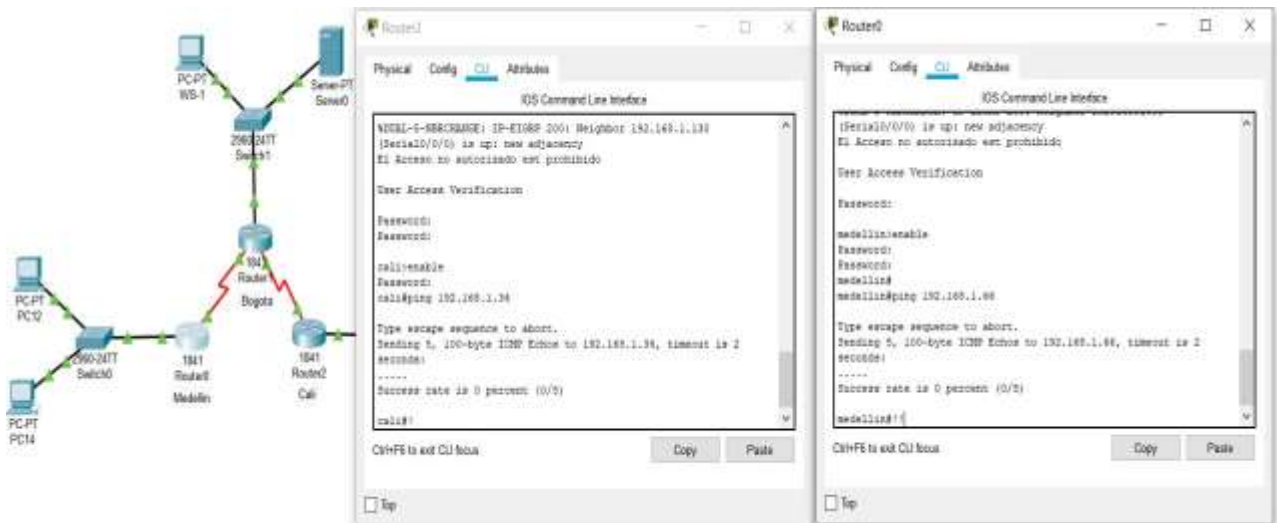 PC-PT
WS-1
Server-PT
Server0
2960-24TT
Switch1
Router1
Bogota
PC-PT
PC12
2960-24TT
Switch0
1841
Router0
Medellin
1841
Router2
Cali
PC-PT
PC14
Router2
Physical Config CLI Attributes
IOS Command Line Interface
%DUAL-5-NBRCHANGE: IP-EIGRP 200: Neighbor 192.168.1.130
(Serial0/0/0) is up: new adjacency
El Acceso no autorizado est prohibido
User Access Verification
Password:
Password:
cali>enable
Password:
cali#ping 192.168.1.36
Type escape sequence to abort.
Sending 5, 100-byte ICMP Echos to 192.168.1.36, timeout is 2
seconds:
.....
Success rate is 0 percent (0/5)
cali#!
Ctrl+F6 to exit CLI focus
Copy Paste
Top
Router0
Physical Config CLI Attributes
IOS Command Line Interface
(Serial0/0/0) is up: new adjacency
El Acceso no autorizado est prohibido
User Access Verification
Password:
medellin>enable
Password:
Password:
medellin#
medellin#ping 192.168.1.66
Type escape sequence to abort.
Sending 5, 100-byte ICMP Echos to 192.168.1.66, timeout is 2
seconds:
.....
Success rate is 0 percent (0/5)
medellin#!!
Ctrl+F6 to exit CLI focus
Copy Paste
Top